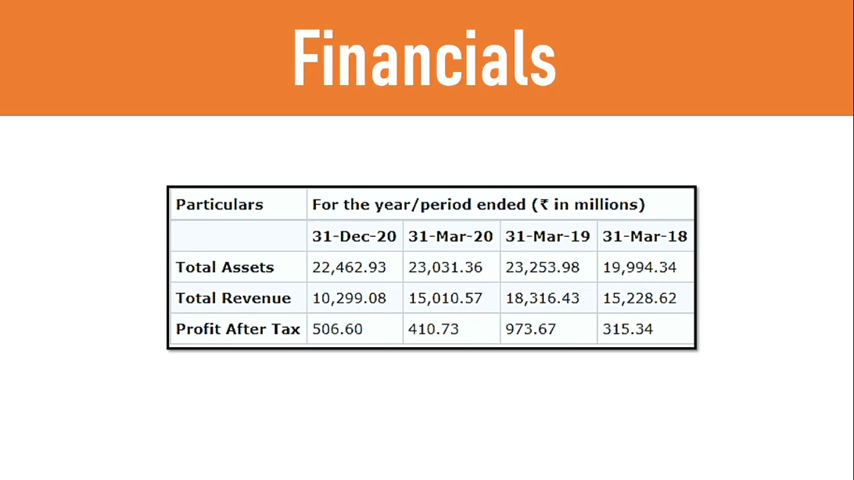 Financials
Particulars For the year/period ended (₹ in millions)
31-Dec-20 31-Mar-20 31-Mar-19 31-Mar-18
Total Assets 22,462.93 23,031.36 23,253.98 19,994.34
Total Revenue 10,299.08 15,010.57 18,316.43 15,228.62
Profit After Tax 506.60 410.73 973.67 315.34